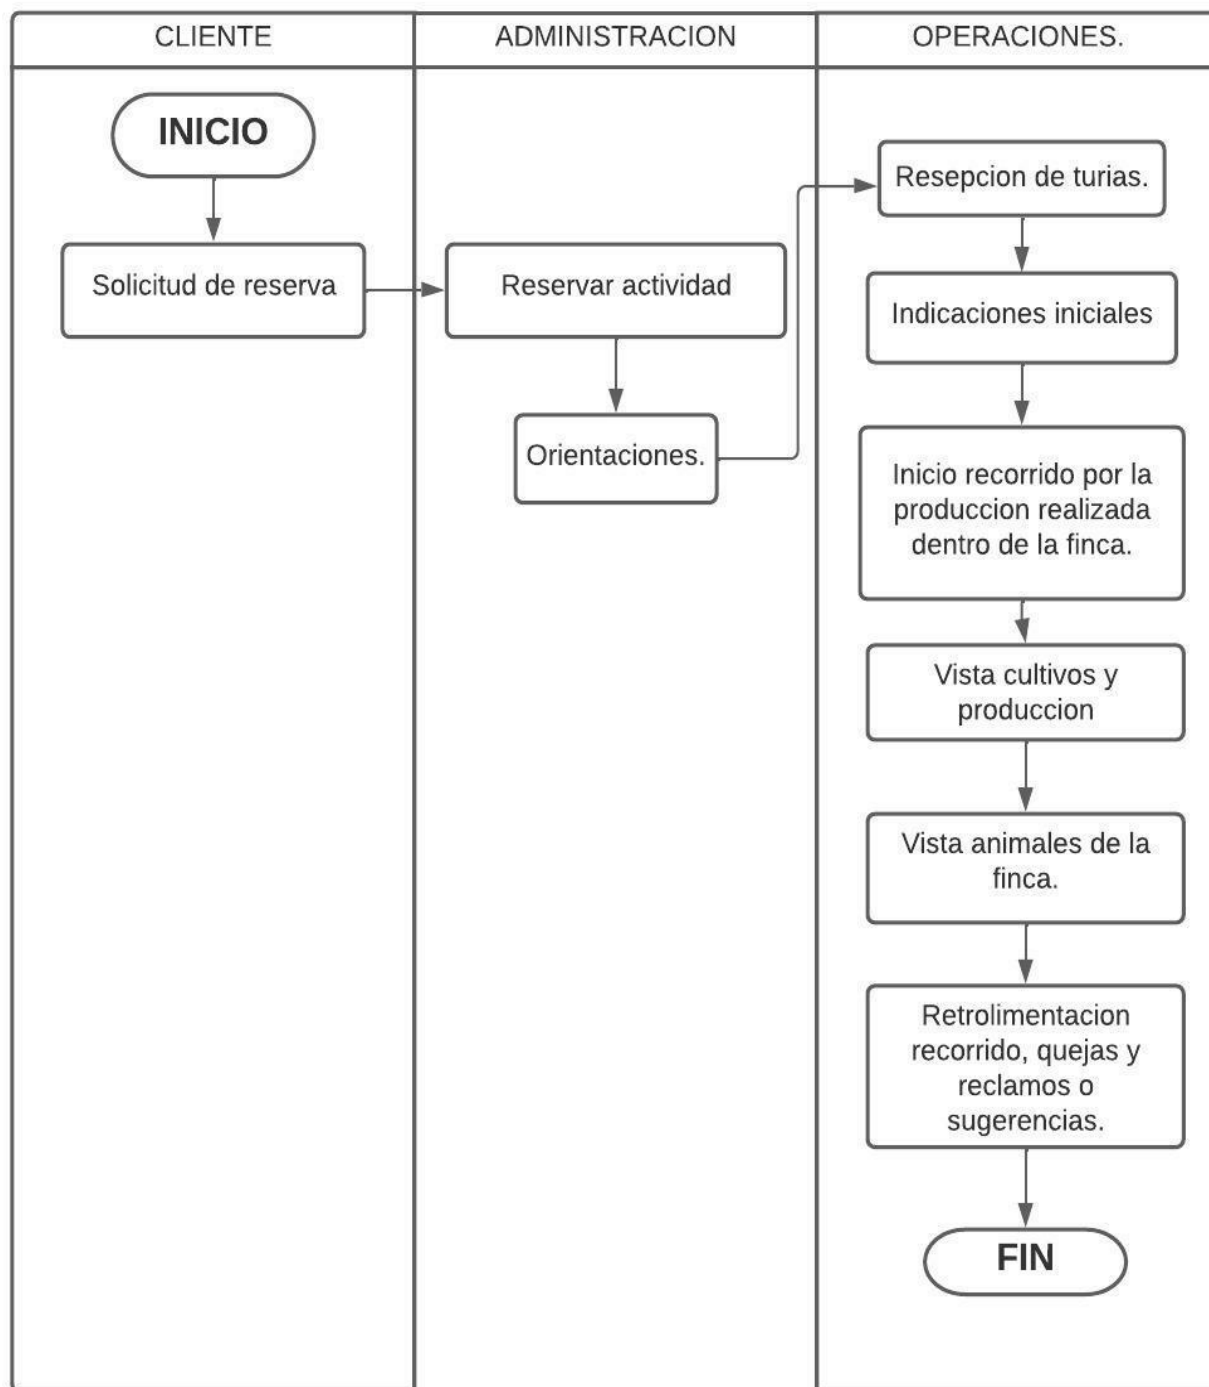 CLIENTE
ADMINISTRACION
OPERACIONES.
INICIO
Solicitud de reserva
Reservar actividad
Orientaciones.
Resepcion de turias.
Indicaciones iniciales
Inicio recorrido por la
produccion realizada
dentro de la finca.
Vista cultivos y
produccion
Vista animales de la
finca.
Retrolimentacion
recorrido, quejas y
reclamos o
sugerencias.
FIN